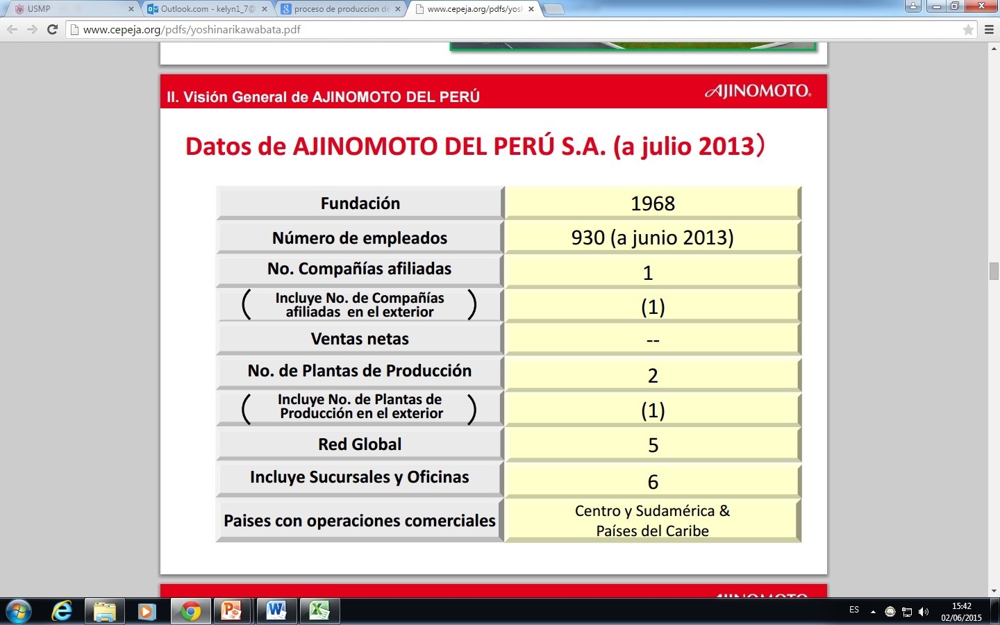 USMP
Outlook.com - kelyn1_7@
proceso de produccion de
www.cepeja.org/pdfs/yosh
www.cepeja.org/pdfs/yoshinarikawabata.pdf
II. Visión General de AJINOMOTO DEL PERÚ
AJINOMOTO®
Datos de AJINOMOTO DEL PERÚ S.A. (a julio 2013)
Fundación
1968
Número de empleados
930 (a junio 2013)
No. Compañías afiliadas
1
( Incluye No. de Compañías
afiliadas en el exterior )
(1)
Ventas netas
--
No. de Plantas de Producción
2
( Incluye No. de Plantas de
Producción en el exterior )
(1)
Red Global
5
Incluye Sucursales y Oficinas
6
Paises con operaciones comerciales
Centro y Sudamérica &
Países del Caribe
AJINOMOTO
ES
15:42
02/06/2015